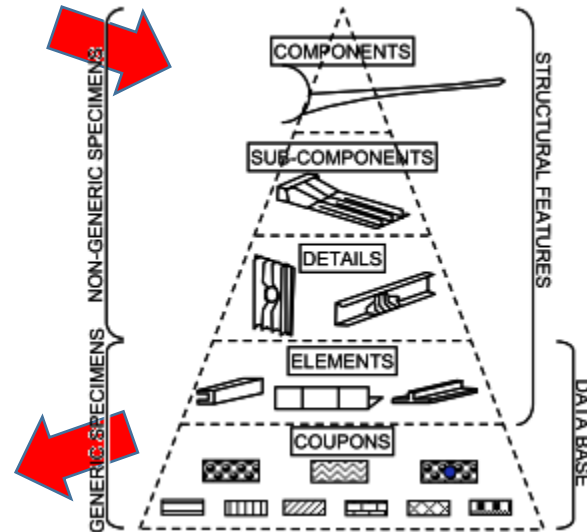 COMPONENTS
SUB-COMPONENTS
DETAILS
ELEMENTS
COUPONS
NON-GENERIC SPECIMENS
GENERIC SPECIMENS
STRUCTURAL FEATURES
DATA BASE